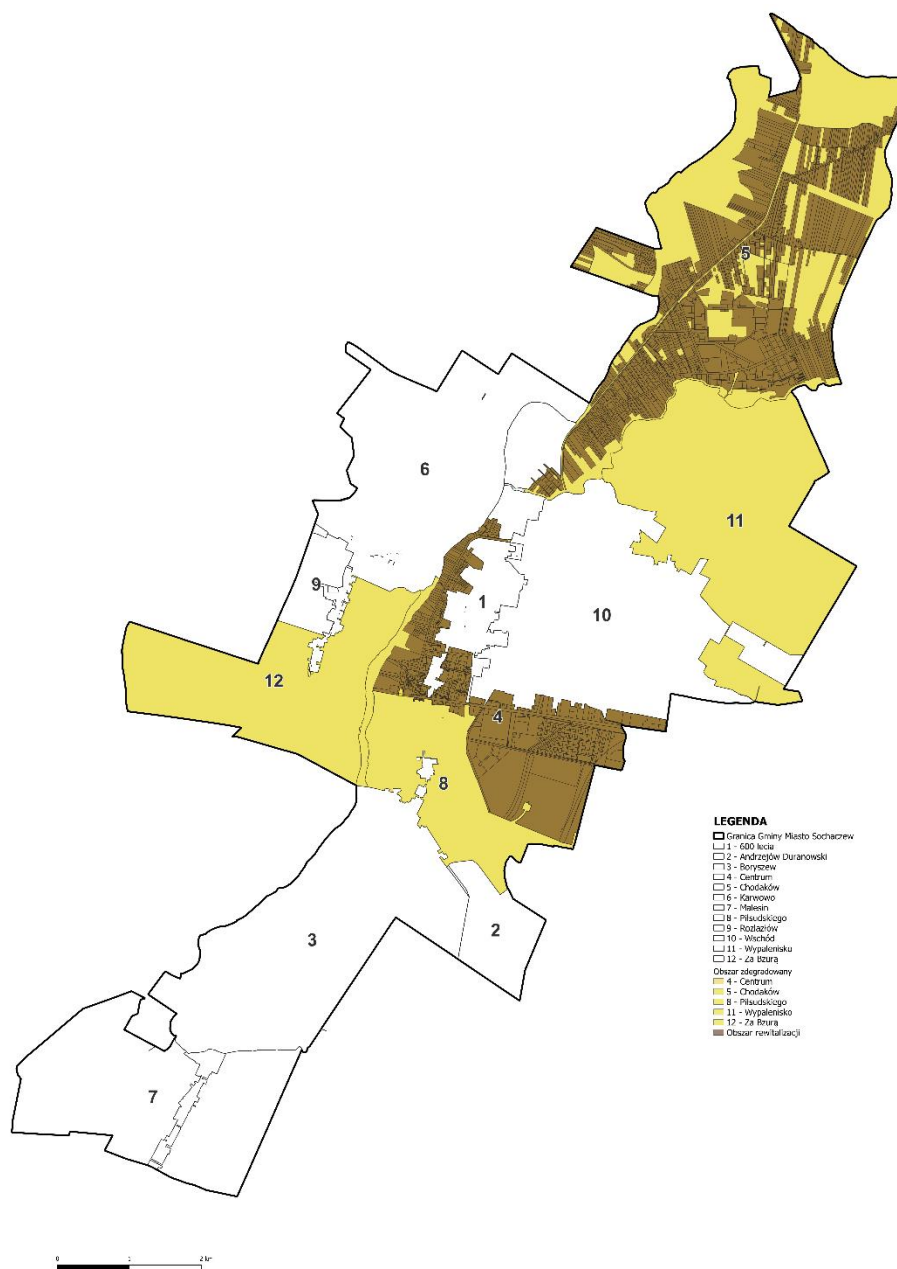 5
6
11
9
1
10
12
4
8
3
2
7
LEGENDA
Granica Gminy Miasto Sochaczew
1 - 600 lecia
2 - Andrzejów Duranowski
3 - Boryszew
4 - Centrum
5 - Chodaków
6 - Karwowo
7 - Malesin
8 - Piłsudskiego
9 - Rozlazłów
10 - Wschód
11 - Wypalenisko
12 - Za Bzurą
Obszar zdegradowany
4 - Centrum
5 - Chodaków
8 - Piłsudskiego
11 - Wypalenisko
12 - Za Bzurą
Obszar rewitalizacji
0 1 2 km